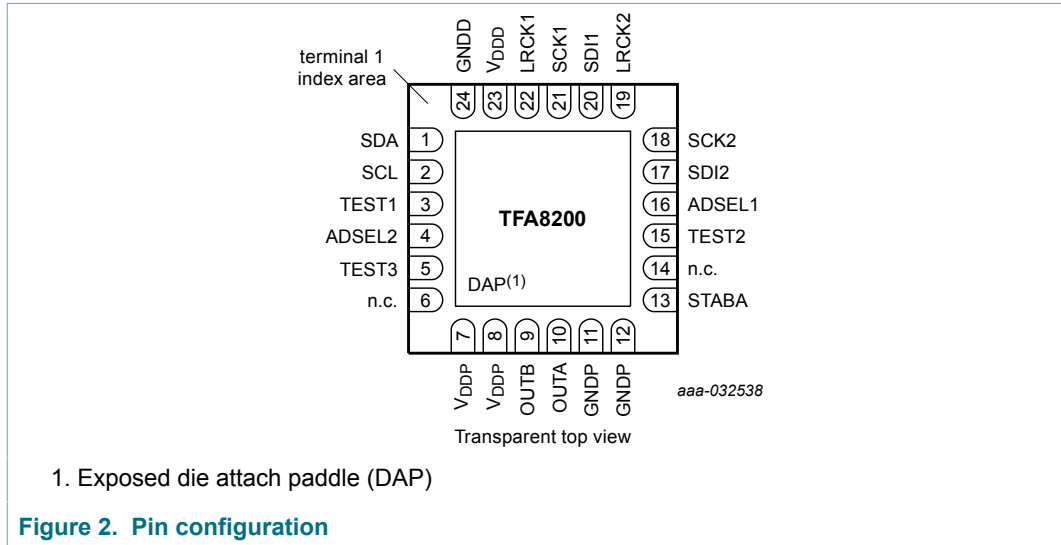 terminal 1
index area
GNDD
VDDD
LRCK1
SCK1
SDI1
LRCK2
24
23
22
21
20
19
SDA 1
SCL 2
TEST1 3
ADSEL2 4
TEST3 5
n.c. 6
TFA8200
DAP(1)
18 SCK2
17 SDI2
16 ADSEL1
15 TEST2
14 n.c.
13 STABA
7
8
9
10
11
12
VDDP
VDDP
OUTB
OUTA
GNDP
GNDP
aaa-032538
Transparent top view
1. Exposed die attach paddle (DAP)
Figure 2. Pin configuration